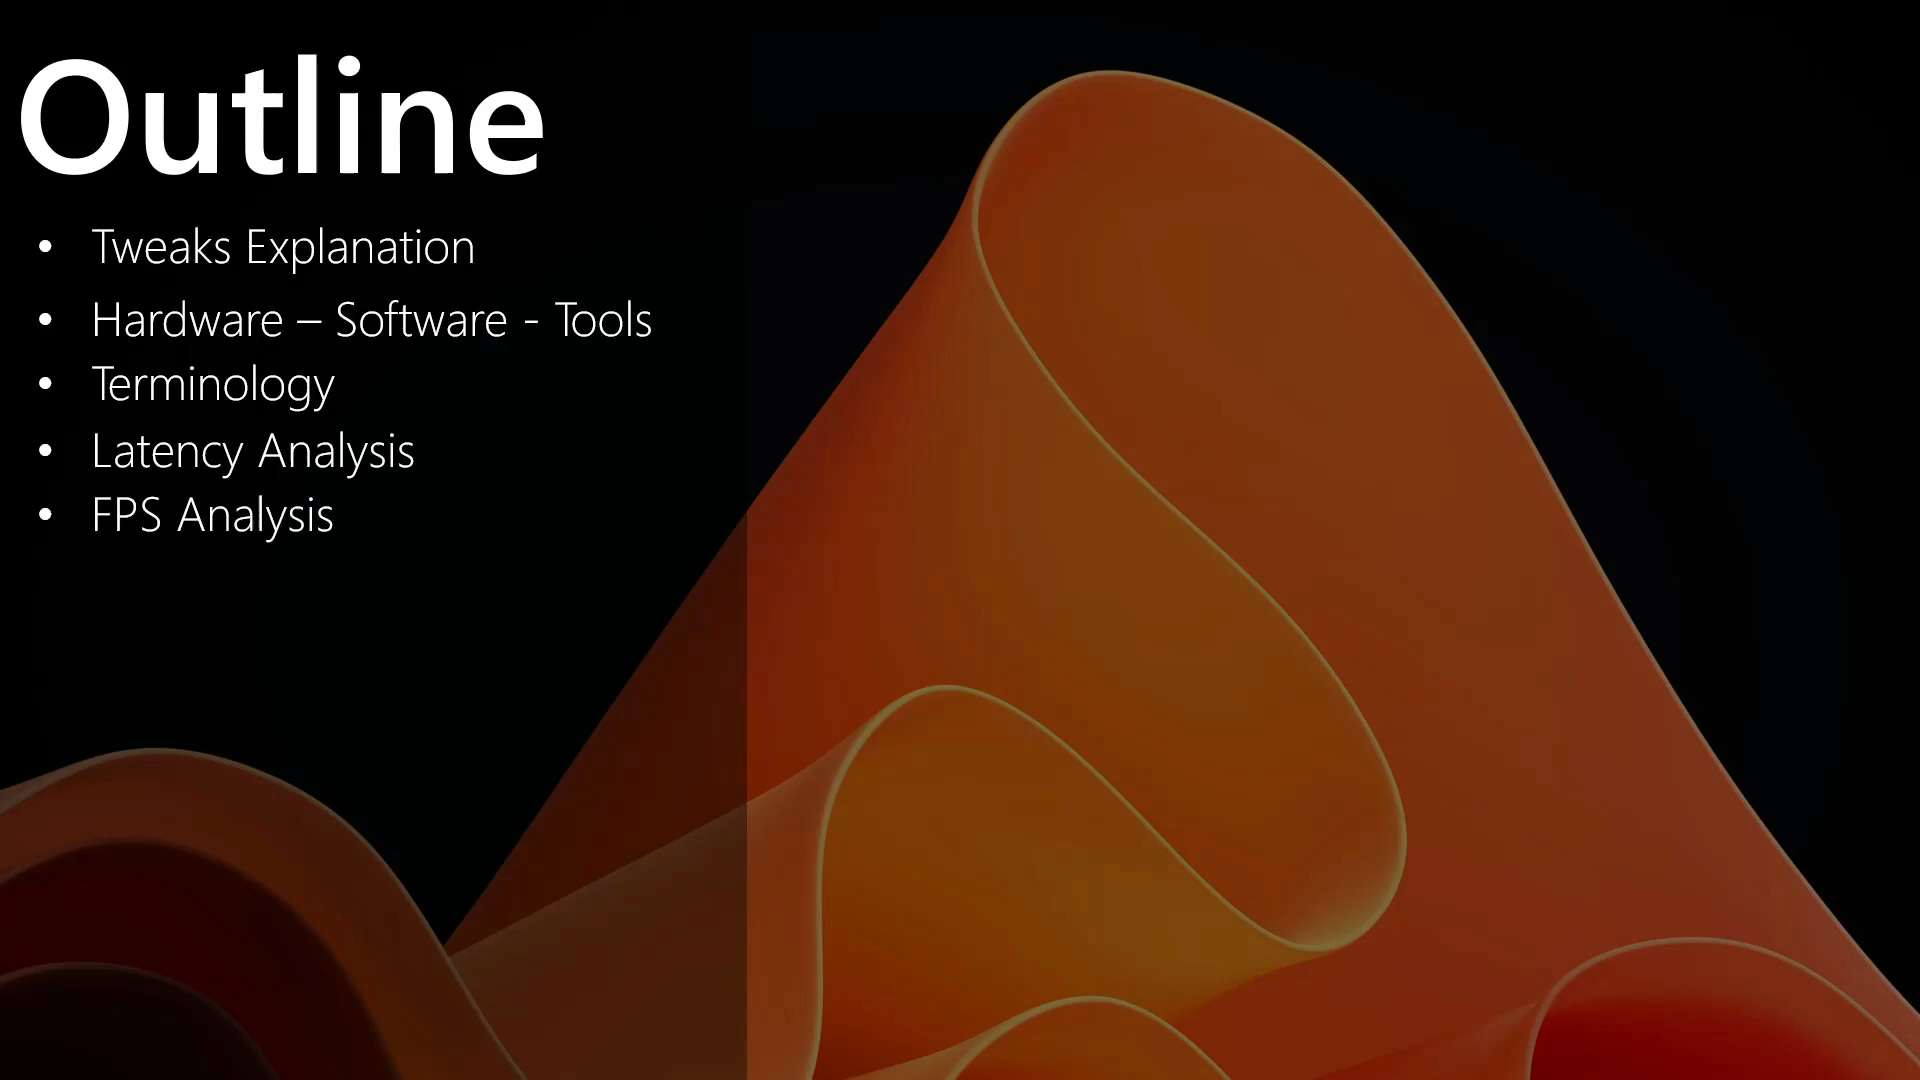 Outline
• Tweaks Explanation
• Hardware – Software - Tools
• Terminology
• Latency Analysis
• FPS Analysis